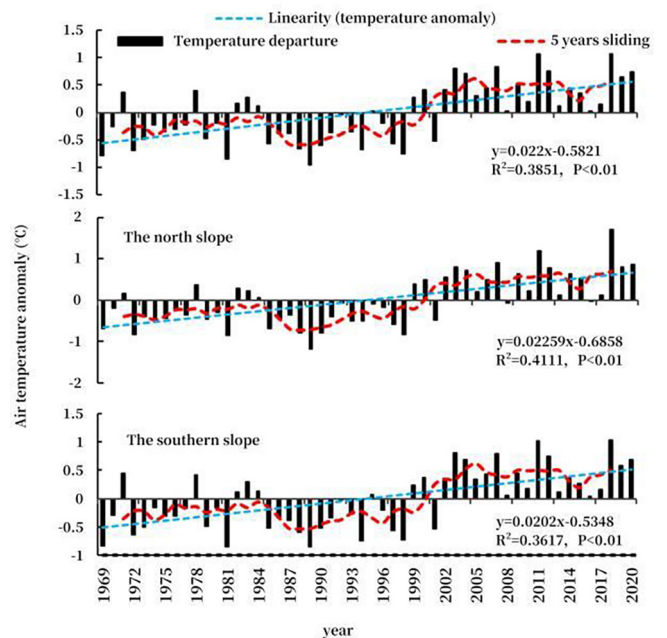 Linearity (temperature anomaly)
Temperature departure
5 years sliding
1.5
1
0.5
0
-0.5
-1
-1.5
y=0.022x-0.5821
R²=0.3851, P<0.01
Air temperature anomaly (°C)
2
1
0
-1
-2
The north slope
y=0.02259x-0.6858
R²=0.4111, P<0.01
1.5
1
0.5
0
-0.5
-1
The southern slope
y=0.0202x-0.5348
R²=0.3617, P<0.01
1969 1972 1975 1978 1981 1984 1987 1990 1993 1996 1999 2002 2005 2008 2011 2014 2017 2020
year